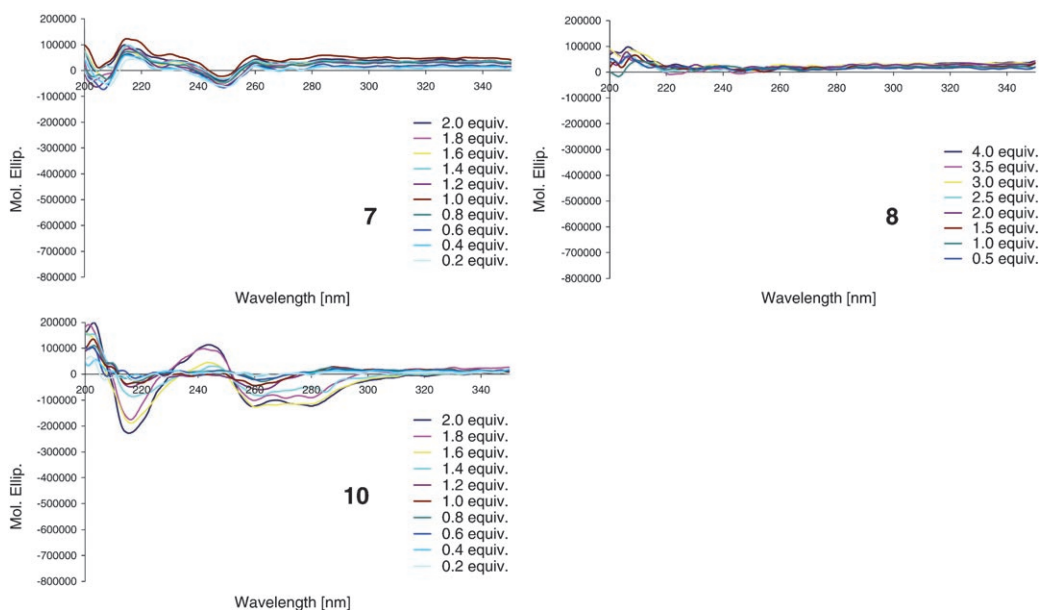 200000
100000
0
-100000
-200000
-300000
-400000
-500000
-600000
-700000
-800000
200 220 240 260 280 300 320 340
Mol. Ellip.
Wavelength [nm]
7
2.0 equiv.
1.8 equiv.
1.6 equiv.
1.4 equiv.
1.2 equiv.
1.0 equiv.
0.8 equiv.
0.6 equiv.
0.4 equiv.
0.2 equiv.
200000
100000
0
-100000
-200000
-300000
-400000
-500000
-600000
-700000
-800000
200 220 240 260 280 300 320 340
Mol. Ellip.
Wavelength [nm]
8
4.0 equiv.
3.5 equiv.
3.0 equiv.
2.5 equiv.
2.0 equiv.
1.5 equiv.
1.0 equiv.
0.5 equiv.
200000
100000
0
-100000
-200000
-300000
-400000
-500000
-600000
-700000
-800000
200 220 240 260 280 300 320 340
Mol. Ellip.
Wavelength [nm]
10
2.0 equiv.
1.8 equiv.
1.6 equiv.
1.4 equiv.
1.2 equiv.
1.0 equiv.
0.8 equiv.
0.6 equiv.
0.4 equiv.
0.2 equiv.